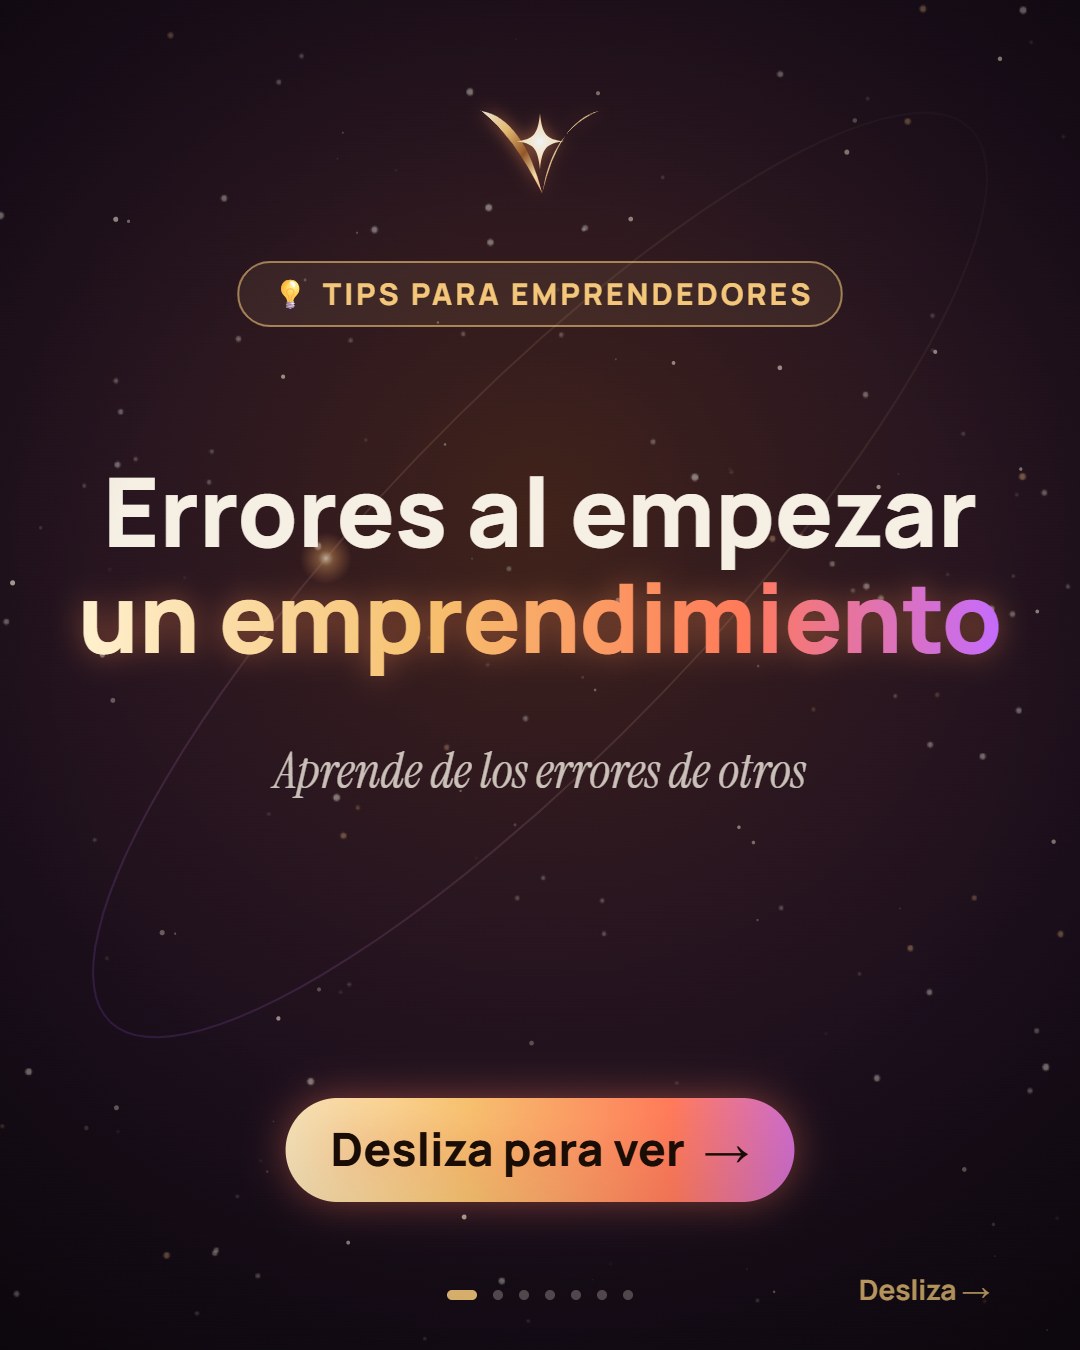 💡 TIPS PARA EMPRENDEDORES
Errores al empezar
un emprendimiento
Aprende de los errores de otros
Desliza para ver →
Desliza →